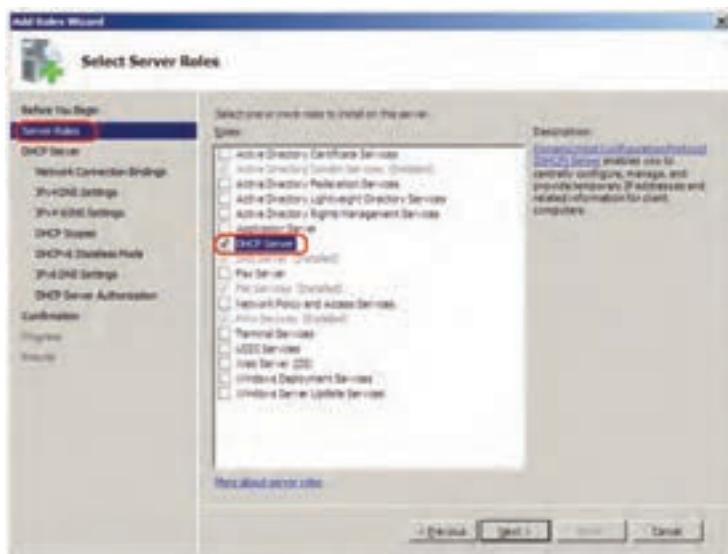 Add Roles Wizard
Select Server Roles
Before You Begin
Server Roles
DHCP Server
Network Connection Bindings
IPv4 DNS Settings
IPv4 WINS Settings
DHCP Scopes
DHCPv6 Stateless Mode
IPv6 DNS Settings
DHCP Server Authorization
Confirmation
Progress
Results
Select one or more roles to install on this server.
Roles:
Active Directory Certificate Services
Active Directory Domain Services (Installed)
Active Directory Federation Services
Active Directory Lightweight Directory Services
Active Directory Rights Management Services
Application Server
DHCP Server
DNS Server (Installed)
Fax Server
File Services (Installed)
Network Policy and Access Services
Print Services (Installed)
Terminal Services
UDDI Services
Web Server (IIS)
Windows Deployment Services
Windows Server Update Services
More about server roles
Description:
Dynamic Host Configuration Protocol
(DHCP) Server enables you to
centrally configure, manage, and
provide temporary IP addresses and
related information for client
computers.
< Previous
Next >
Cancel